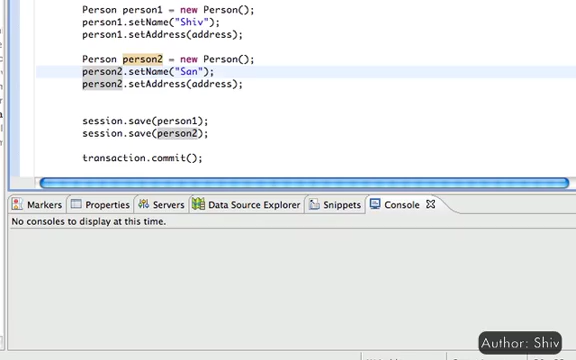 Person person1 = new Person();
person1.setName("Shiv");
person1.setAddress(address);
Person person2 = new Person();
person2.setName("San");
person2.setAddress(address);
session.save(person1);
session.save(person2);
transaction.commit();
Markers Properties Servers Data Source Explorer Snippets Console
No consoles to display at this time.
Author: Shiv